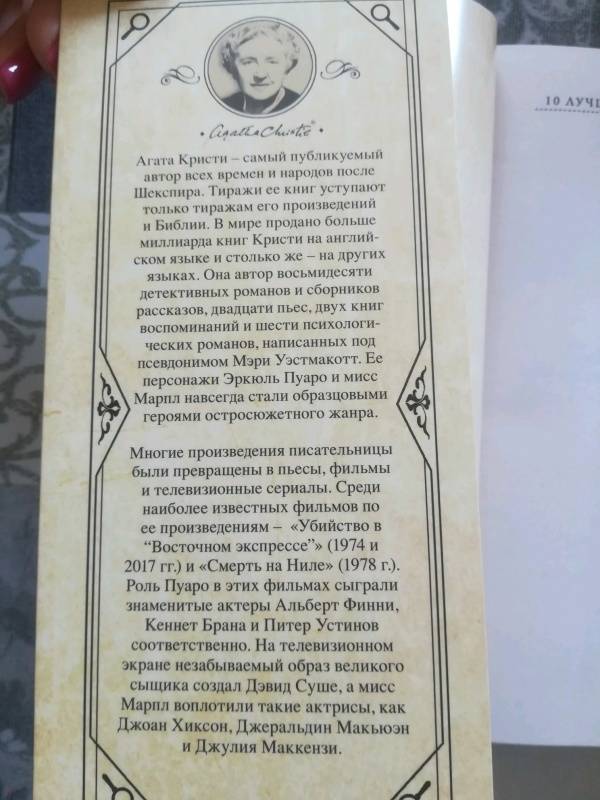 Agatha Christie®
Агата Кристи – самый публикуемый
автор всех времен и народов после
Шекспира. Тиражи ее книг уступают
только тиражам его произведений
и Библии. В мире продано больше
миллиарда книг Кристи на англий-
ском языке и столько же – на других
языках. Она автор восьмидесяти
детективных романов и сборников
рассказов, двадцати пьес, двух книг
воспоминаний и шести психологи-
ческих романов, написанных под
псевдонимом Мэри Уэстмакотт. Ее
персонажи Эркюль Пуаро и мисс
Марпл навсегда стали образцовыми
героями остросюжетного жанра.
Многие произведения писательницы
были превращены в пьесы, фильмы
и телевизионные сериалы. Среди
наиболее известных фильмов по
ее произведениям – «Убийство в
“Восточном экспрессе”» (1974 и
2017 гг.) и «Смерть на Ниле» (1978 г.).
Роль Пуаро в этих фильмах сыграли
знаменитые актеры Альберт Финни,
Кеннет Брана и Питер Устинов
соответственно. На телевизионном
экране незабываемый образ великого
сыщика создал Дэвид Суше, а мисс
Марпл воплотили такие актрисы, как
Джоан Хиксон, Джеральдин Макьюэн
и Джулия Маккензи.
10 ЛУЧШ